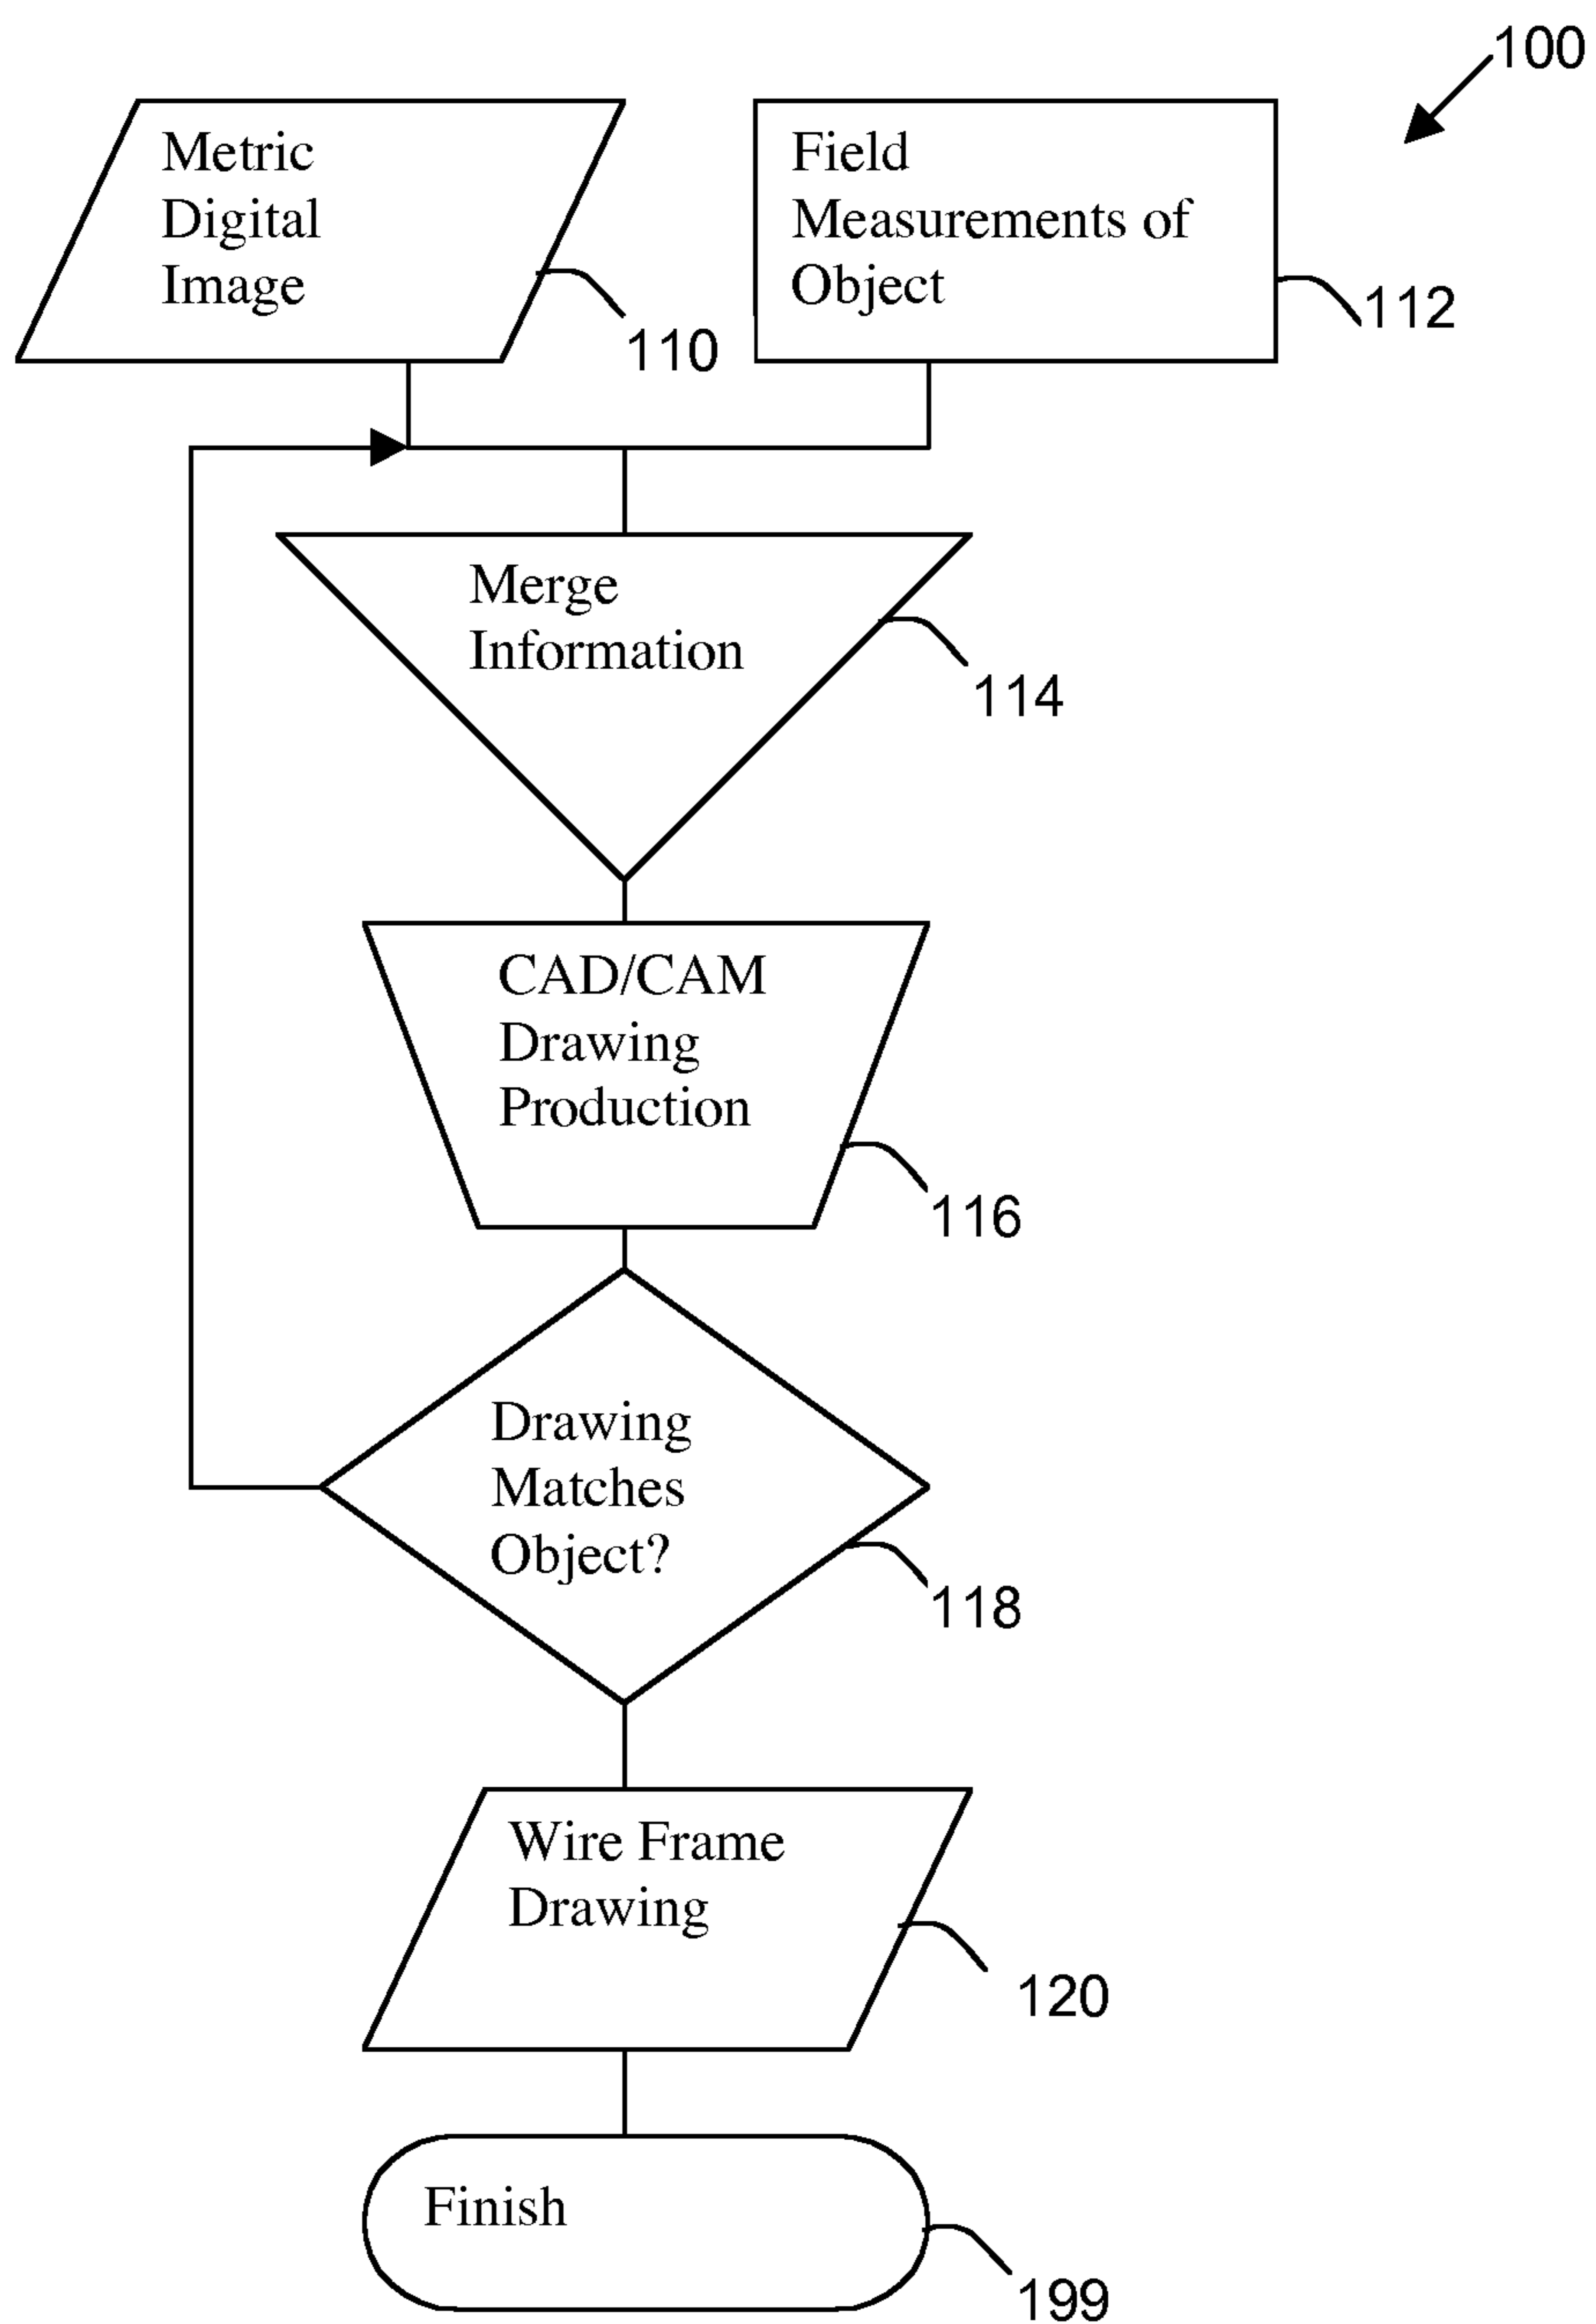 100
Metric
Digital
Image
110
Field
Measurements of
Object
112
Merge
Information
114
CAD/CAM
Drawing
Production
116
Drawing
Matches
Object?
118
Wire Frame
Drawing
120
Finish
199